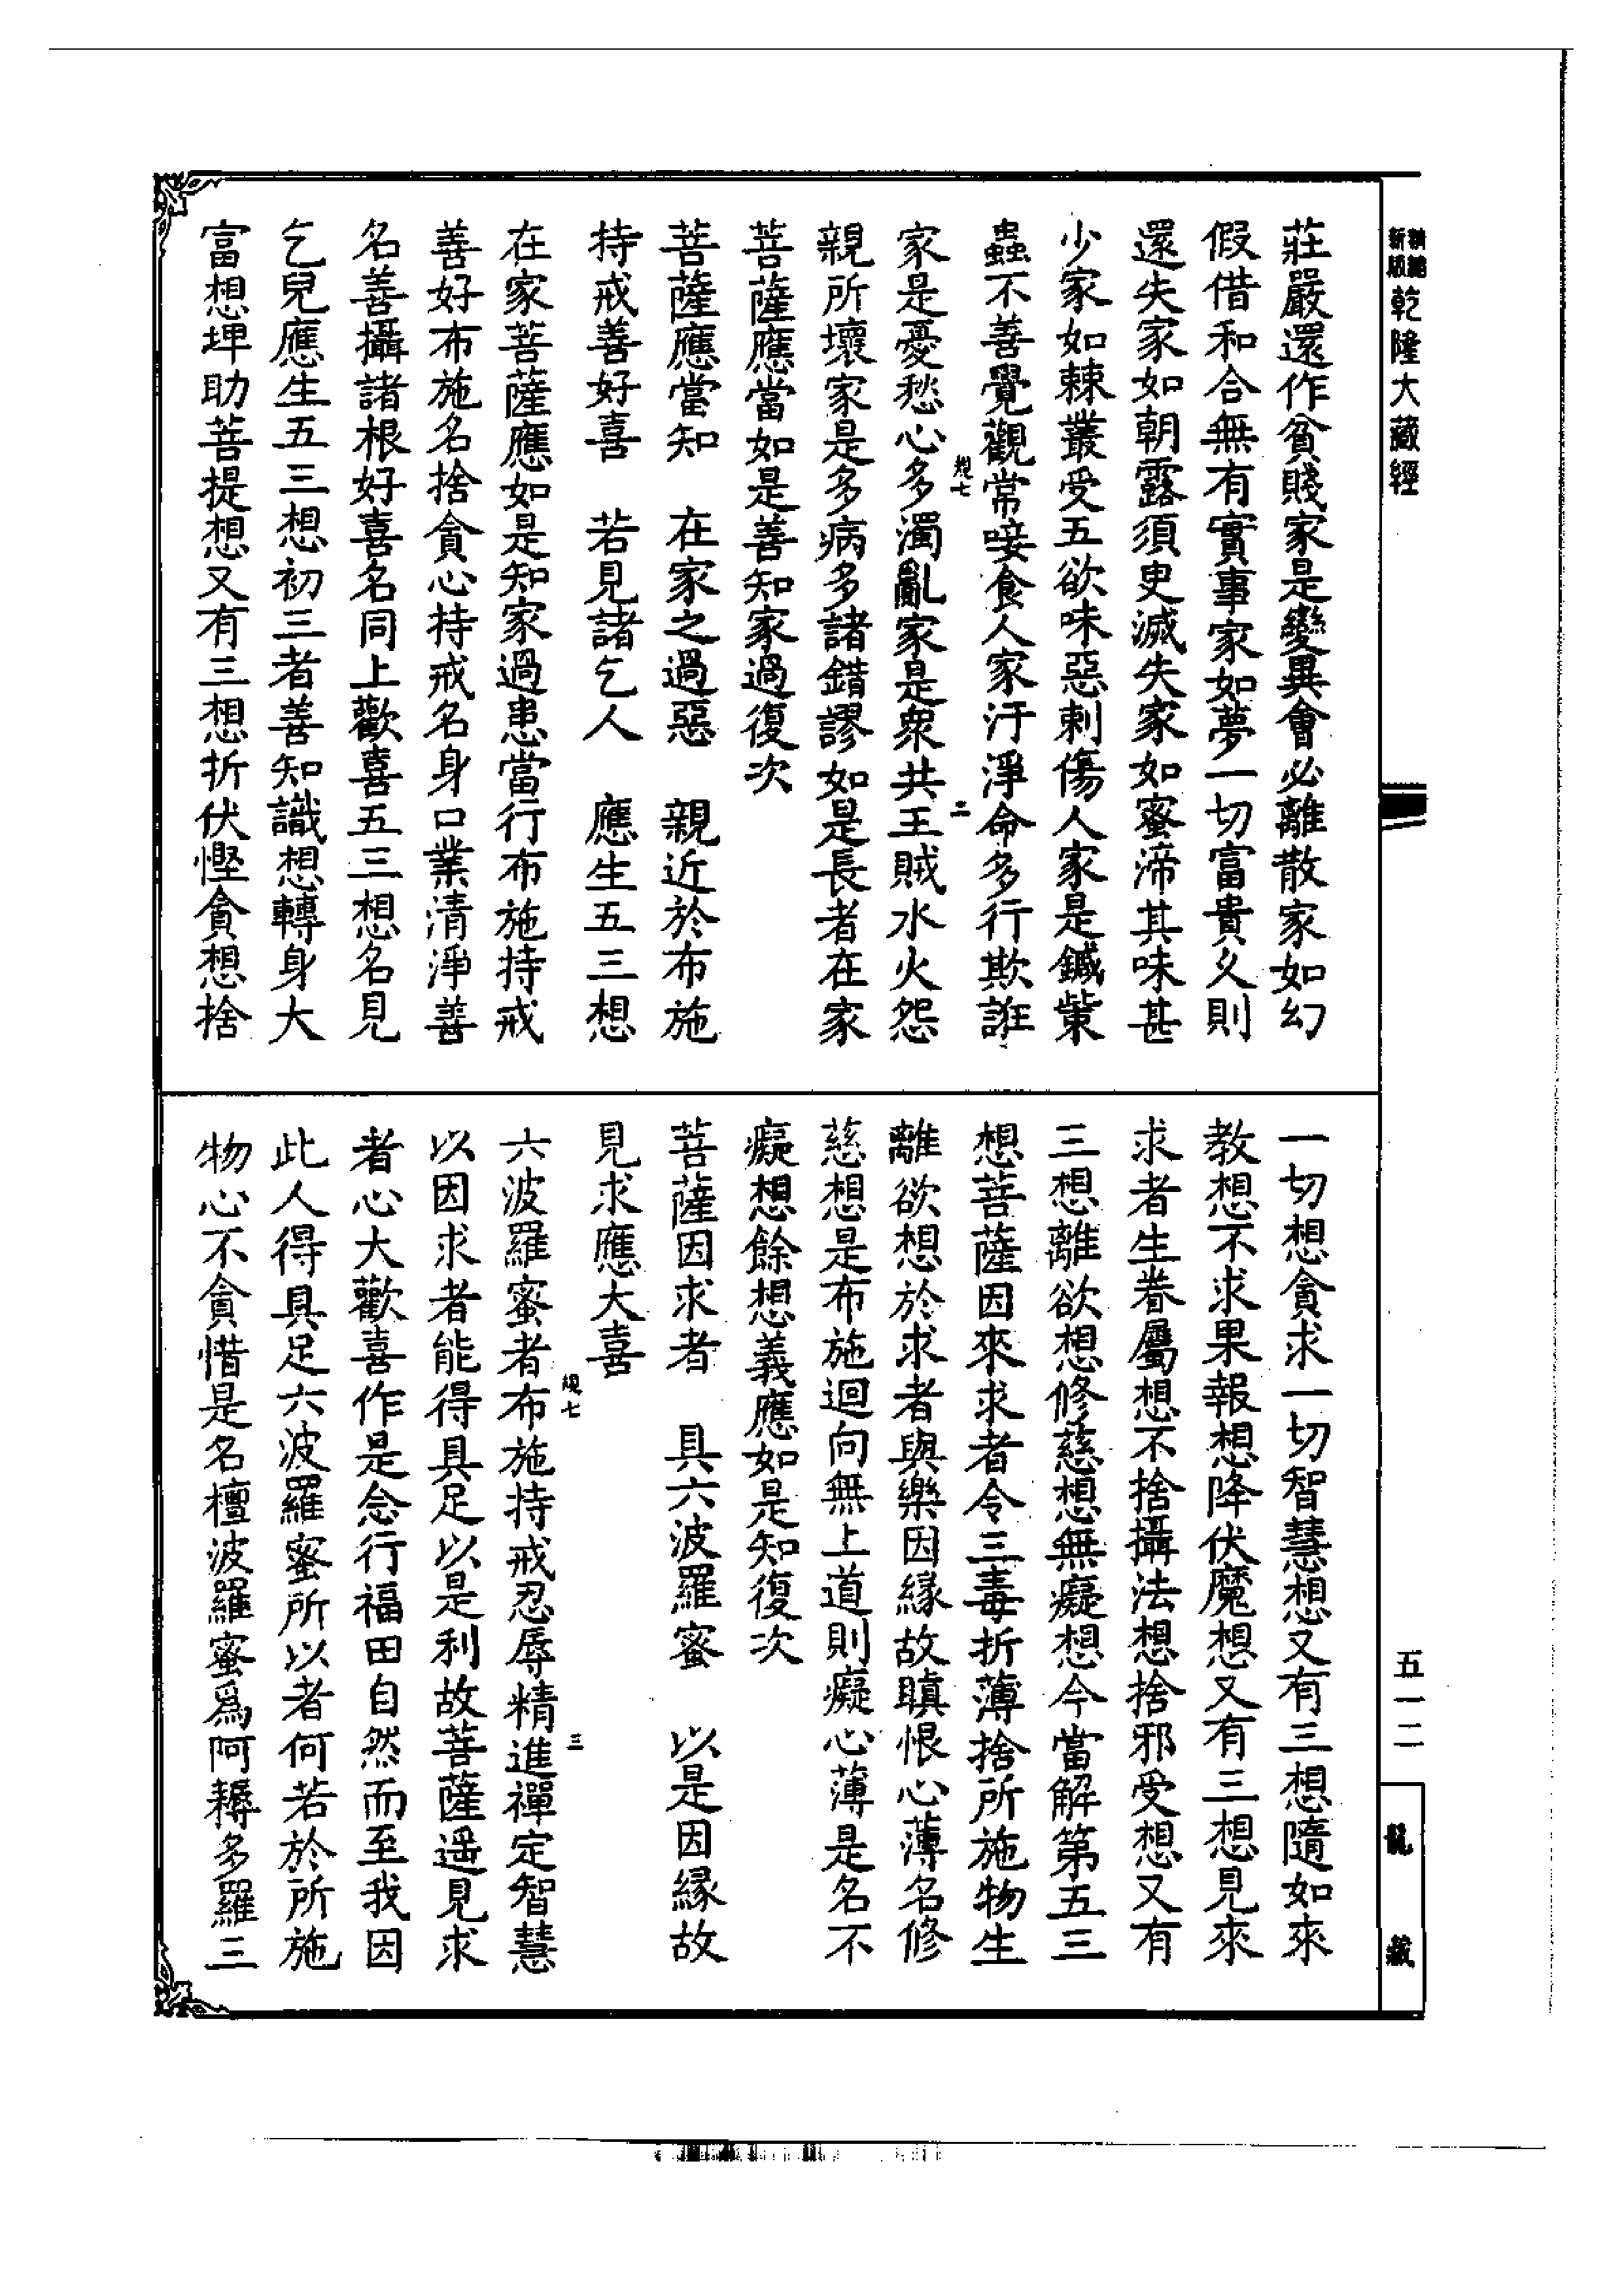 新版
精縮
乾隆大藏經
莊嚴還作貧賤家是變異會必離散家如幻
假借和合無有實事家如夢一切富貴久則
還失家如朝露須臾滅失家如蜜渧其味甚
少家如棘叢受五欲味惡刺傷人家是鍼觜
蟲不善覺觀常唼食人家汙淨命多行欺誑
家是憂愁心多濁亂家是衆共王賊水火怨
規七
二
親所壞家是多病多諸錯謬如是長者在家
菩薩應當如是善知家過復次
菩薩應當知　在家之過惡　親近於布施
持戒善好喜　若見諸乞人　應生五三想
在家菩薩應如是知家過患當行布施持戒
善好布施名捨貪心持戒名身口業清淨善
名善攝諸根好喜名同上歡喜五三想名見
乞兒應生五三想初三者善知識想轉身大
富想埤助菩提想又有三想折伏慳貪想捨
一切想貪求一切智慧想又有三想隨如來
教想不求果報想降伏魔想又有三想見來
求者生眷屬想不捨攝法想捨邪受想又有
三想離欲想修慈想無癡想今當解第五三
想菩薩因來求者令三毒折薄捨所施物生
離欲想於求者與樂因緣故瞋恨心薄名修
慈想是布施迴向無上道則癡心薄是名不
癡想餘想義應如是知復次
菩薩因求者　具六波羅蜜　以是因緣故
見求應大喜
六波羅蜜者布施持戒忍辱精進禪定智慧
規七
三
以因求者能得具足以是利故菩薩遥見求
者心大歡喜作是念行福田自然而至我因
此人得具足六波羅蜜所以者何若於所施
物心不貪惜是名檀波羅蜜爲阿耨多羅三
五一二
龍藏